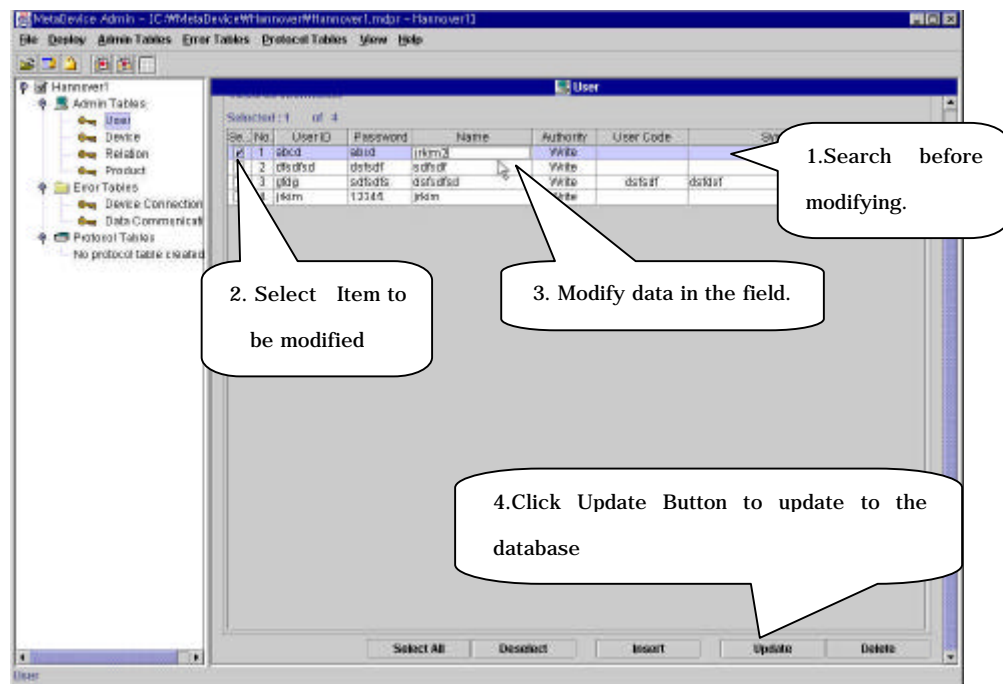 MetaDevice Admin - [C:\MetaDevice\Hannover\Hannover1.mdpr - Hannover1]
File Deploy Admin Tables Error Tables Protocol Tables View Help
Hannover1
Admin Tables
User
Device
Relation
Product
Error Tables
Device Connection
Data Communicati
Protocol Tables
No protocol table created
User
Selected : 1 of 4
Se... No. User ID Password Name Authority User Code
1 abcd abcd jrkim2 Write
2 dfsdfsd dsfsdf sdfsdf Write
3 gfdg sdfsdfs dsfsdfsd Write dsfsdf dsfdsf
jrkim 12345 jrkim Write
1.Search before
modifying.
2. Select Item to
be modified
3. Modify data in the field.
4.Click Update Button to update to the
database
Select All Deselect Insert Update Delete
User